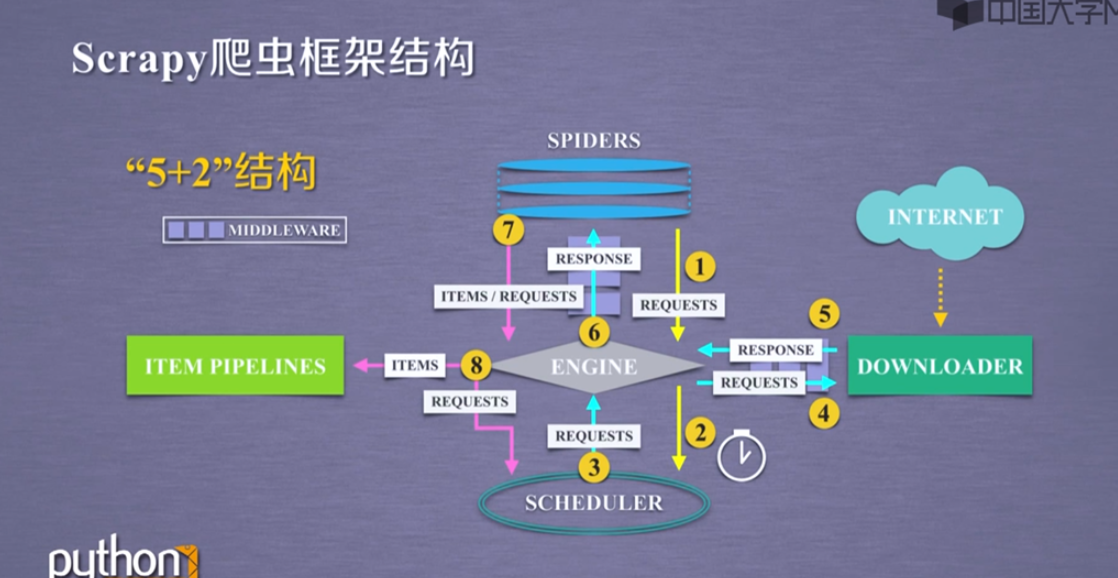 中国大学M
Scrapy爬虫框架结构
“5+2”结构
MIDDLEWARE
SPIDERS
INTERNET
7
RESPONSE
1
ITEMS / REQUESTS
REQUESTS
5
6
RESPONSE
ITEM PIPELINES
ITEMS
8
ENGINE
DOWNLOADER
REQUESTS
REQUESTS
4
REQUESTS
2
3
SCHEDULER
python